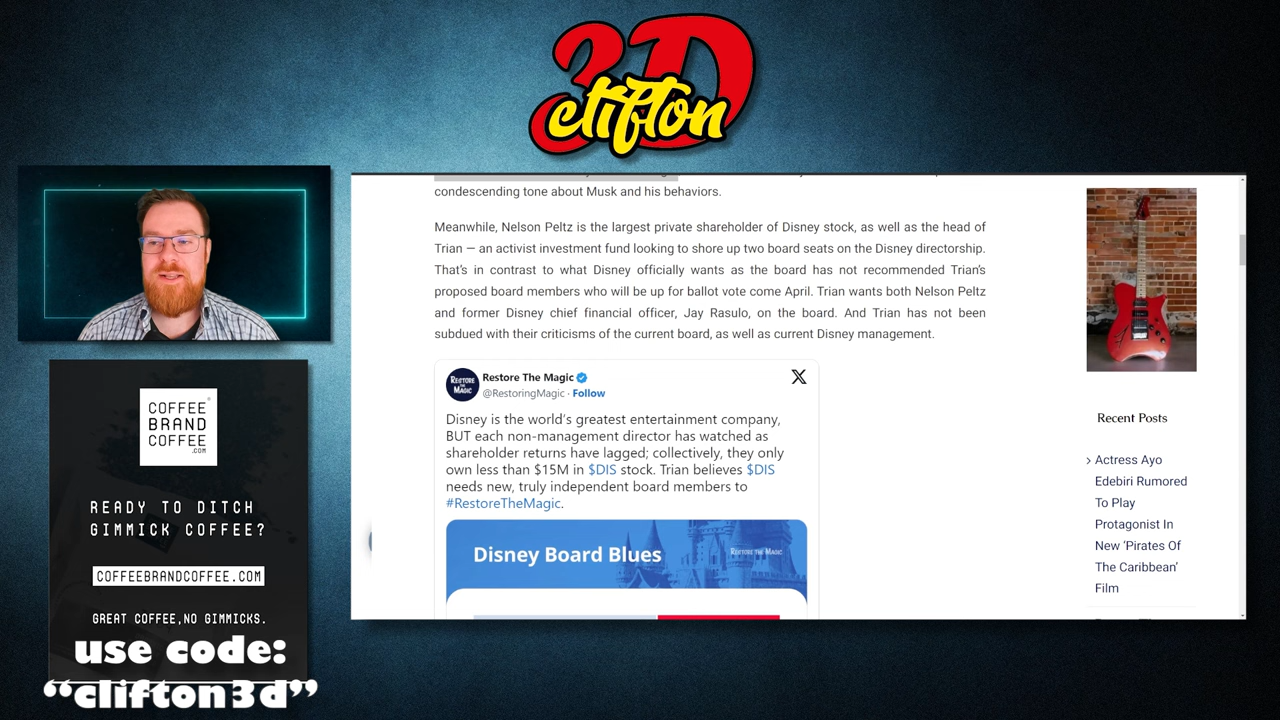 3D
clifton
condescending tone about Musk and his behaviors.
Meanwhile, Nelson Peltz is the largest private shareholder of Disney stock, as well as the head of
Trian — an activist investment fund looking to shore up two board seats on the Disney directorship.
That's in contrast to what Disney officially wants as the board has not recommended Trian's
proposed board members who will be up for ballot vote come April. Trian wants both Nelson Peltz
and former Disney chief financial officer, Jay Rasulo, on the board. And Trian has not been
subdued with their criticisms of the current board, as well as current Disney management.
RESTORE THE MAGIC
Restore The Magic
@RestoringMagic · Follow
Disney is the world's greatest entertainment company,
BUT each non-management director has watched as
shareholder returns have lagged; collectively, they only
own less than $15M in $DIS stock. Trian believes $DIS
needs new, truly independent board members to
#RestoreTheMagic.
Disney Board Blues
RESTORE THE MAGIC
Recent Posts
Actress Ayo
Edebiri Rumored
To Play
Protagonist In
New 'Pirates Of
The Caribbean'
Film
COFFEE
BRAND
COFFEE
.COM
READY TO DITCH
GIMMICK COFFEE?
COFFEEBRANDCOFFEE.COM
GREAT COFFEE,NO GIMMICKS.
use code:
“clifton3d”